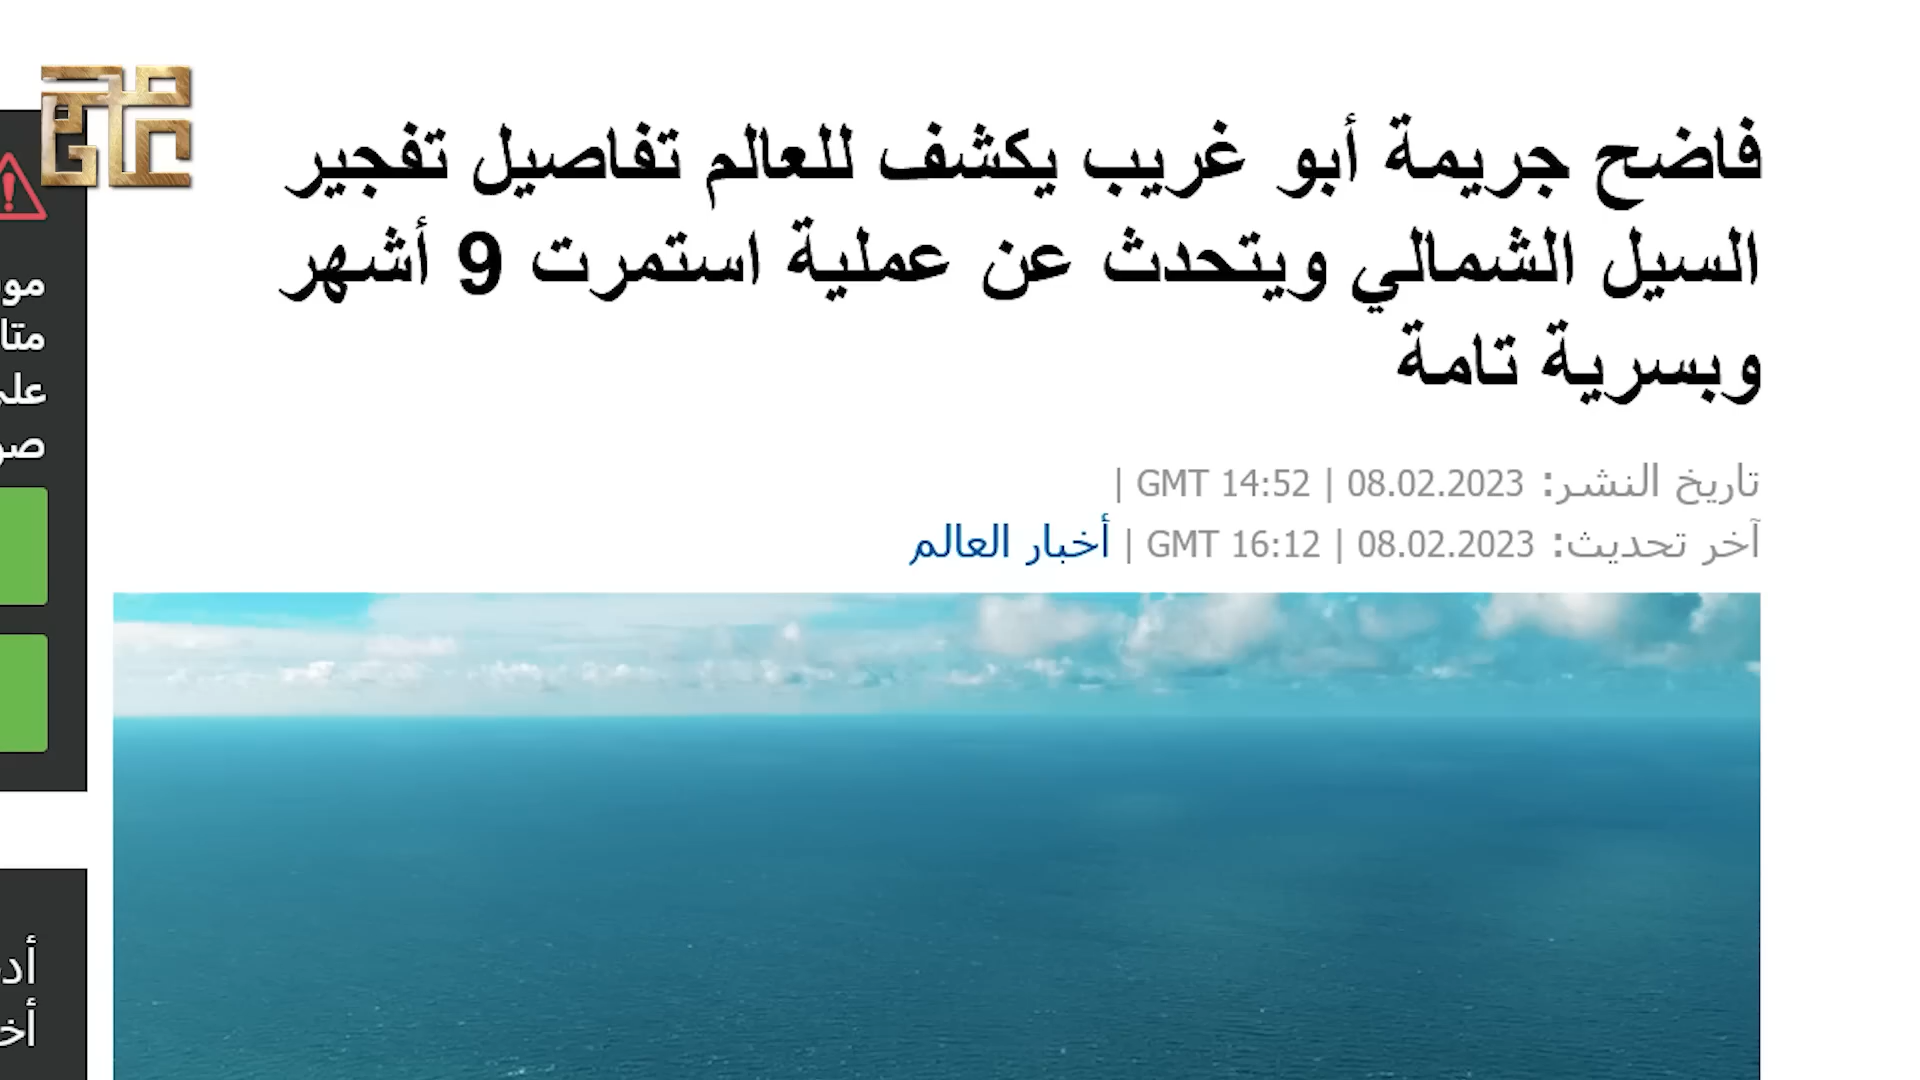 فاضح جريمة أبو غريب يكشف للعالم تفاصيل تفجير
السيل الشمالي ويتحدث عن عملية استمرت 9 أشهر
وبسرية تامة
تاريخ النشر: 08.02.2023 | 14:52 GMT |
آخر تحديث: 08.02.2023 | 16:12 GMT | أخبار العالم